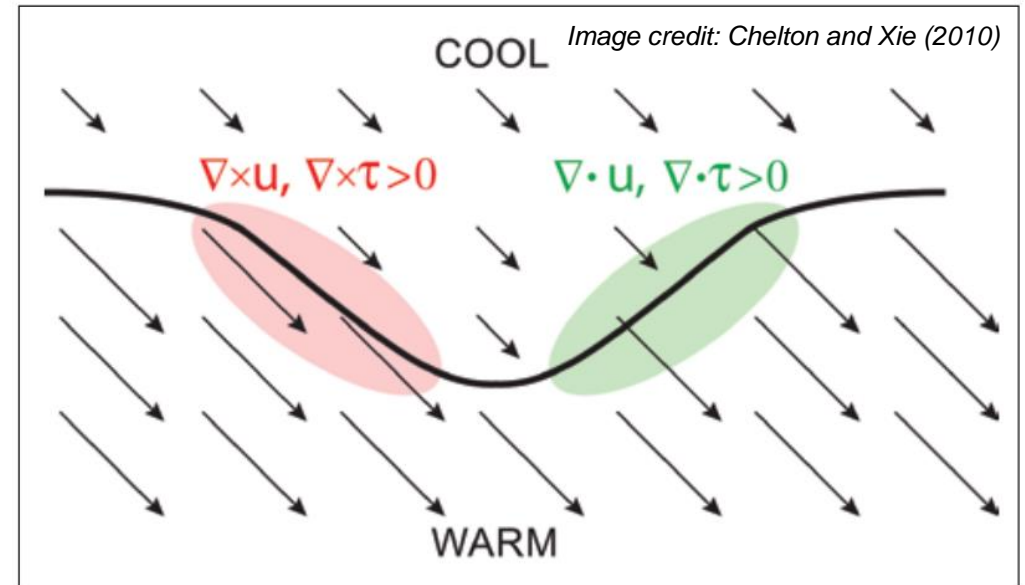 Image credit: Chelton and Xie (2010)
COOL
∇×u, ∇×τ>0
∇· u, ∇·τ>0
WARM